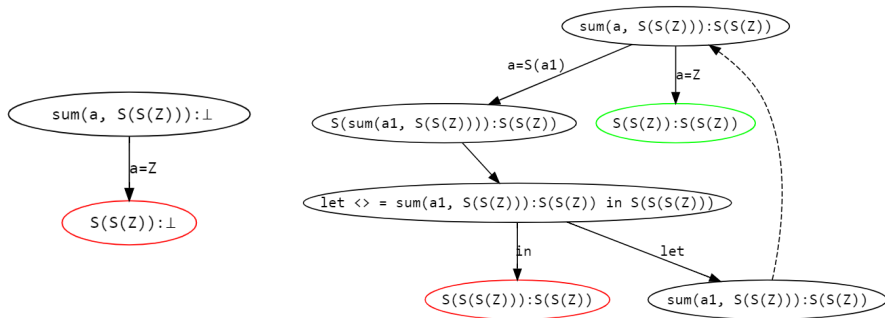 sum(a, S(S(Z))):⊥
a=Z
S(S(Z)):⊥
sum(a, S(S(Z))):S(S(Z))
a=S(a1)
a=Z
S(sum(a1, S(S(Z)))):S(S(Z))
S(S(Z)):S(S(Z))
let <> = sum(a1, S(S(Z))):S(S(Z)) in S(S(S(Z)))
in
let
S(S(S(Z))):S(S(Z))
sum(a1, S(S(Z))):S(S(Z))